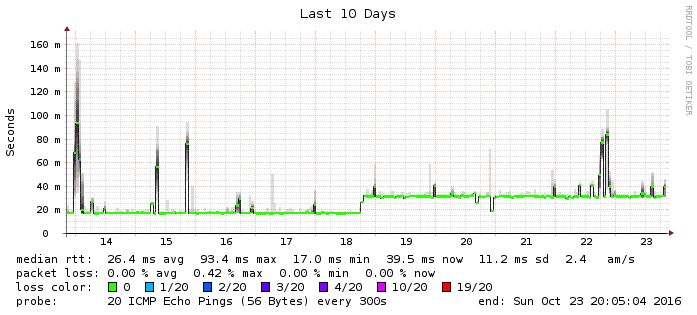 Last 10 Days
RRDTOOL / TOBI OETIKER
Seconds
160 m
140 m
120 m
100 m
80 m
60 m
40 m
20 m
0
14 15 16 17 18 19 20 21 22 23
median rtt: 26.4 ms avg 93.4 ms max 17.0 ms min 39.5 ms now 11.2 ms sd 2.4 am/s
packet loss: 0.00 % avg 0.42 % max 0.00 % min 0.00 % now
loss color: 0 1/20 2/20 3/20 4/20 10/20 19/20
probe: 20 ICMP Echo Pings (56 Bytes) every 300s end: Sun Oct 23 20:05:04 2016